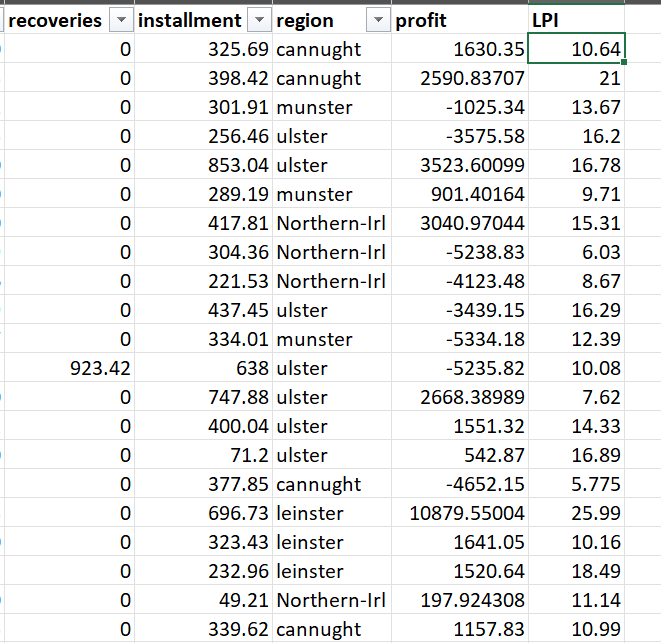 recoveries installment region profit LPI
0 325.69 cannught 1630.35 10.64
0 398.42 cannught 2590.83707 21
0 301.91 munster -1025.34 13.67
0 256.46 ulster -3575.58 16.2
0 853.04 ulster 3523.60099 16.78
0 289.19 munster 901.40164 9.71
0 417.81 Northern-Irl 3040.97044 15.31
0 304.36 Northern-Irl -5238.83 6.03
0 221.53 Northern-Irl -4123.48 8.67
0 437.45 ulster -3439.15 16.29
0 334.01 munster -5334.18 12.39
923.42 638 ulster -5235.82 10.08
0 747.88 ulster 2668.38989 7.62
0 400.04 ulster 1551.32 14.33
0 71.2 ulster 542.87 16.89
0 377.85 cannught -4652.15 5.775
0 696.73 leinster 10879.55004 25.99
0 323.43 leinster 1641.05 10.16
0 232.96 leinster 1520.64 18.49
0 49.21 Northern-Irl 197.924308 11.14
0 339.62 cannught 1157.83 10.99